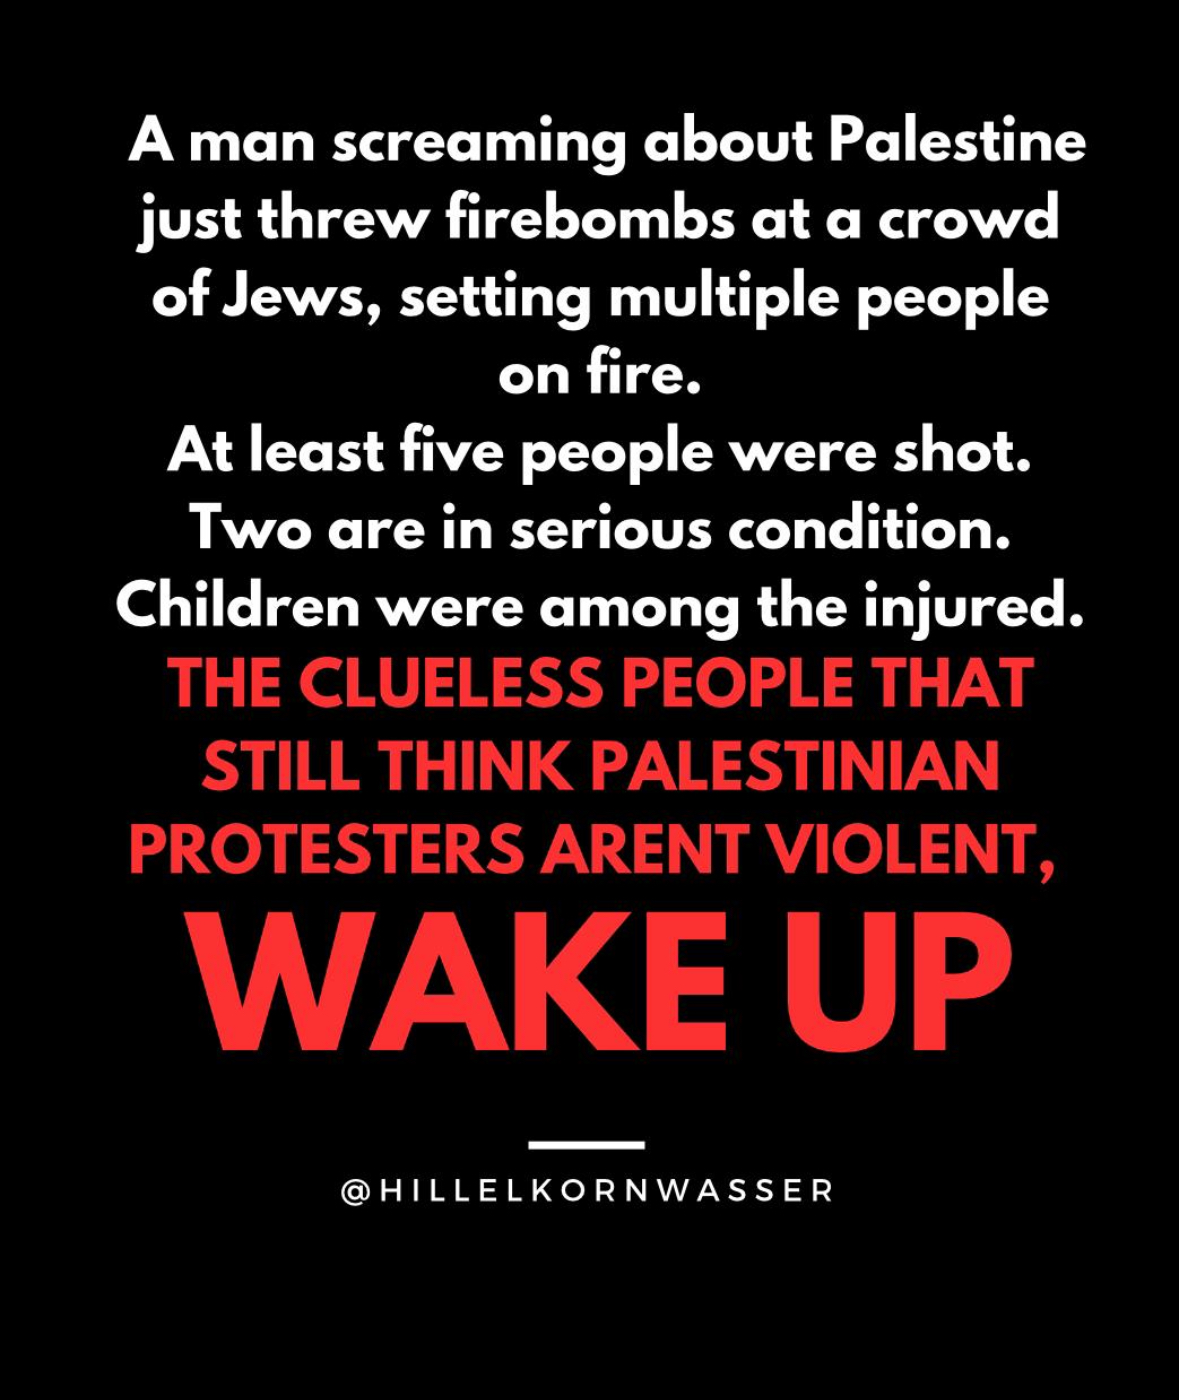 A man screaming about Palestine
just threw firebombs at a crowd
of Jews, setting multiple people
on fire.
At least five people were shot.
Two are in serious condition.
Children were among the injured.
THE CLUELESS PEOPLE THAT
STILL THINK PALESTINIAN
PROTESTERS ARENT VIOLENT,
WAKE UP
@HILLELKORNWASSER